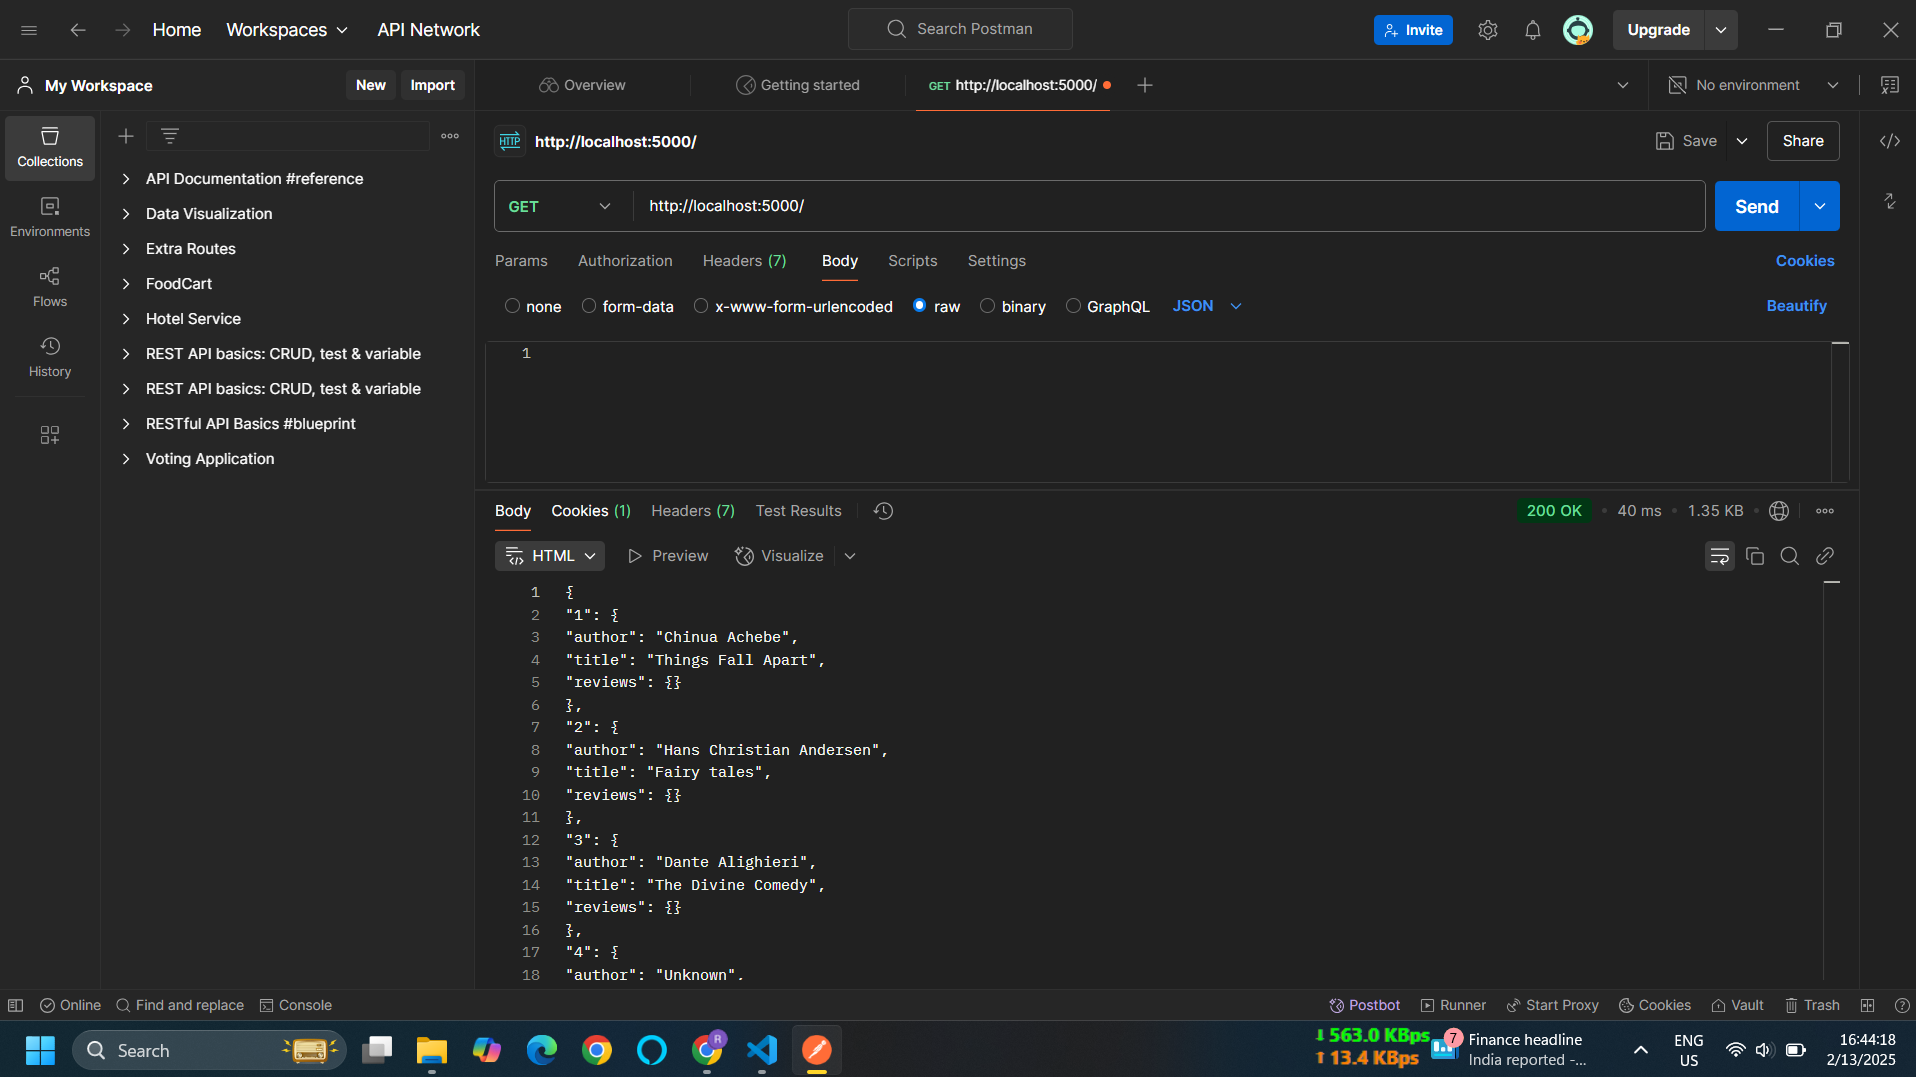 Home
Workspaces
API Network
Search Postman
Invite
Upgrade
My Workspace
New
Import
Overview
Getting started
GET http://localhost:5000/
No environment
Collections
Environments
Flows
History
API Documentation #reference
Data Visualization
Extra Routes
FoodCart
Hotel Service
REST API basics: CRUD, test & variable
REST API basics: CRUD, test & variable
RESTful API Basics #blueprint
Voting Application
HTTP
http://localhost:5000/
Save
Share
GET
http://localhost:5000/
Send
Params
Authorization
Headers (7)
Body
Scripts
Settings
Cookies
none
form-data
x-www-form-urlencoded
raw
binary
GraphQL
JSON
Beautify
1
Body
Cookies (1)
Headers (7)
Test Results
200 OK
40 ms
1.35 KB
HTML
Preview
Visualize
1 {
2 "1": {
3 "author": "Chinua Achebe",
4 "title": "Things Fall Apart",
5 "reviews": {}
6 },
7 "2": {
8 "author": "Hans Christian Andersen",
9 "title": "Fairy tales",
10 "reviews": {}
11 },
12 "3": {
13 "author": "Dante Alighieri",
14 "title": "The Divine Comedy",
15 "reviews": {}
16 },
17 "4": {
18 "author": "Unknown",
Online
Find and replace
Console
Postbot
Runner
Start Proxy
Cookies
Vault
Trash
Search
R
563.0 KBps
13.4 KBps
7
Finance headline
India reported -...
ENG
US
16:44:18
2/13/2025